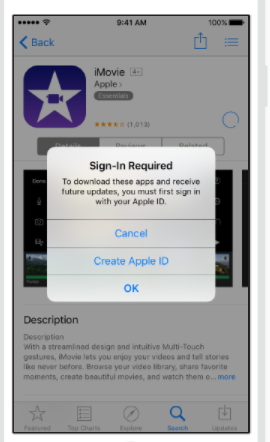 9:41 AM
100%
Back
iMovie 4+
Apple >
Essentials
(1,013)
Details Reviews Related
Sign-In Required
To download these apps and receive
future updates, you must first sign in
with your Apple ID.
Cancel
Create Apple ID
OK
Description
Description
With a streamlined design and intuitive Multi-Touch
gestures, iMovie lets you enjoy your videos and tell stories
like never before. Browse your video library, share favorite
moments, create beautiful movies, and watch them o... more
Featured Top Charts Explore Search Updates